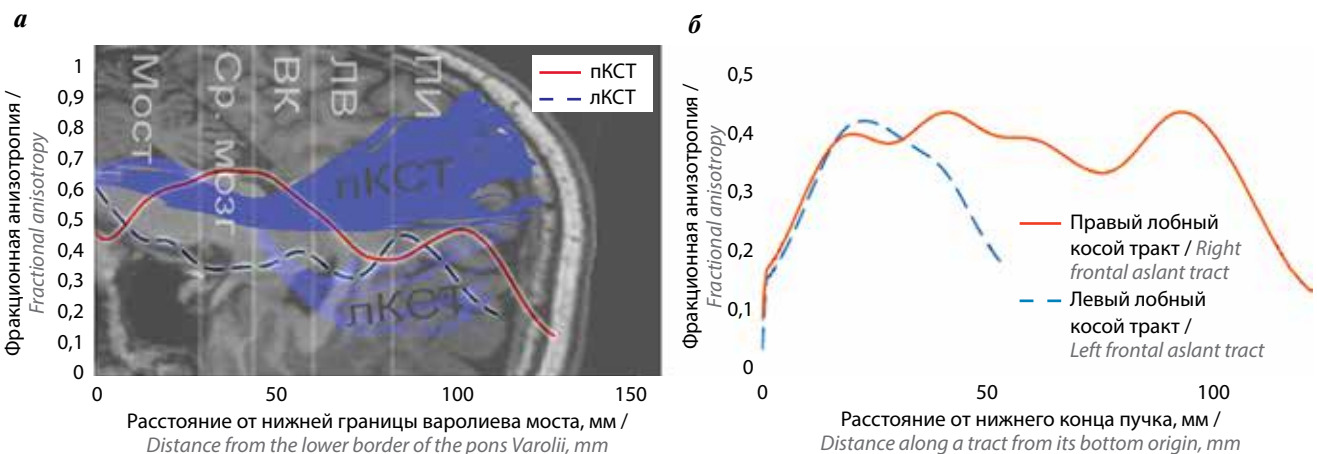 а
Фракционная анизотропия /
Fractional anisotropy
1
0,9
0,8
0,7
0,6
0,5
0,4
0,3
0,2
0,1
0
Мост
Ср. мозг
ВК
ЛВ
ПИ
пКСТ
лКСТ
пКСТ
лКСТ
0
50
100
150
Расстояние от нижней границы варолиева моста, мм /
Distance from the lower border of the pons Varolii, mm
б
Фракционная анизотропия /
Fractional anisotropy
0,5
0,4
0,3
0,2
0,1
0
Правый лобный
косой тракт / Right
frontal aslant tract
Левый лобный
косой тракт /
Left frontal aslant tract
0
50
100
Расстояние от нижнего конца пучка, мм /
Distance along a tract from its bottom origin, mm